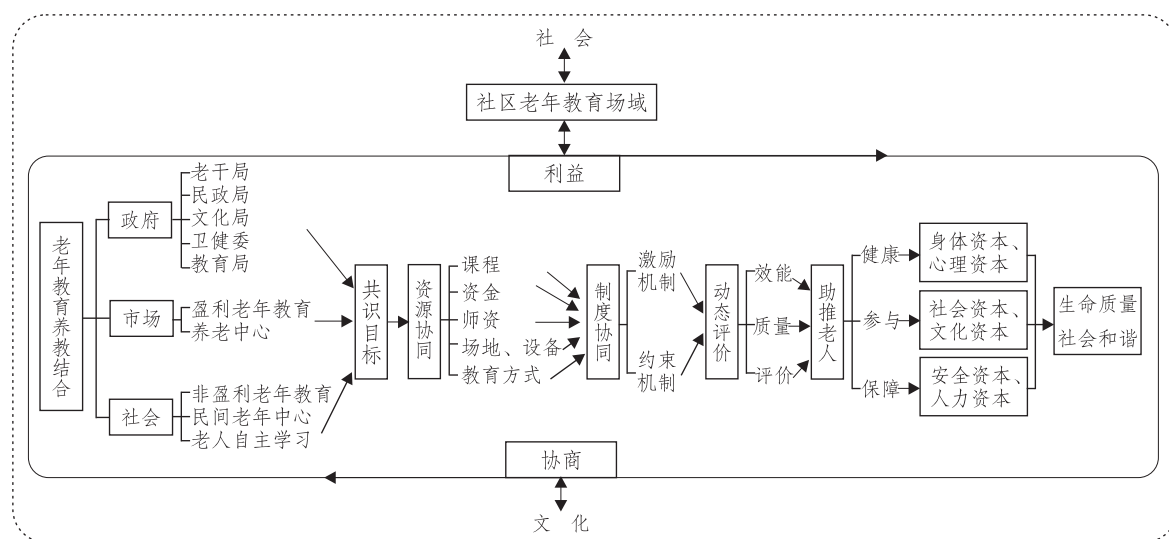 社会
社区老年教育场域
利益
老年教育养教结合
政府
老干局
民政局
文化局
卫健委
教育局
市场
盈利老年教育
养老中心
社会
非盈利老年教育
民间老年中心
老人自主学习
共识目标
资源协同
课程
资金
师资
场地、设备
教育方式
制度协同
激励
机制
约束
机制
动态评价
效能
质量
评价
助推老人
健康
参与
保障
身体资本、
心理资本
社会资本、
文化资本
安全资本、
人力资本
生命质量
社会和谐
协商
文化